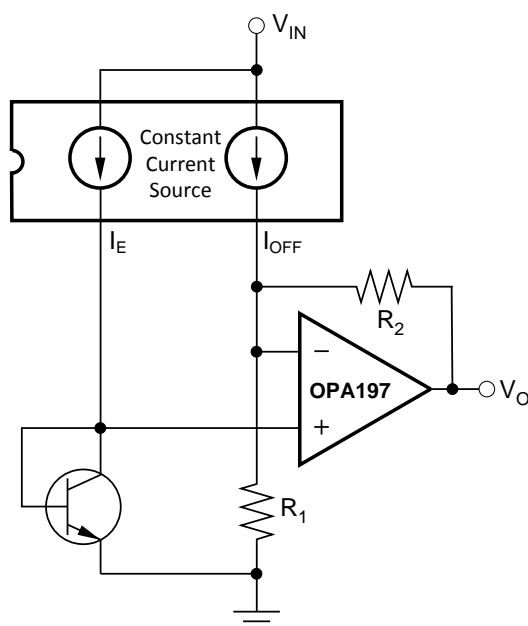 V_IN
Constant
Current
Source
I_E
I_OFF
R_2
−
OPA197
V_O
+
R_1